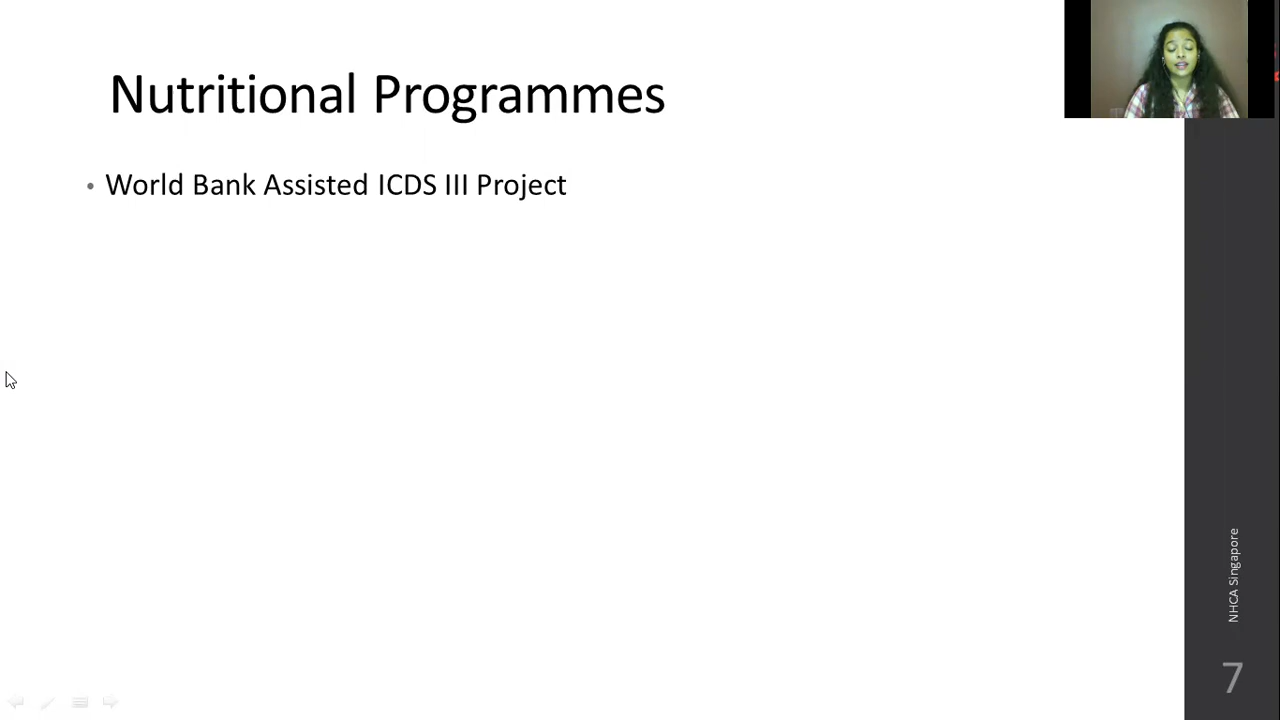 Nutritional Programmes
• World Bank Assisted ICDS III Project
NHCA Singapore
7